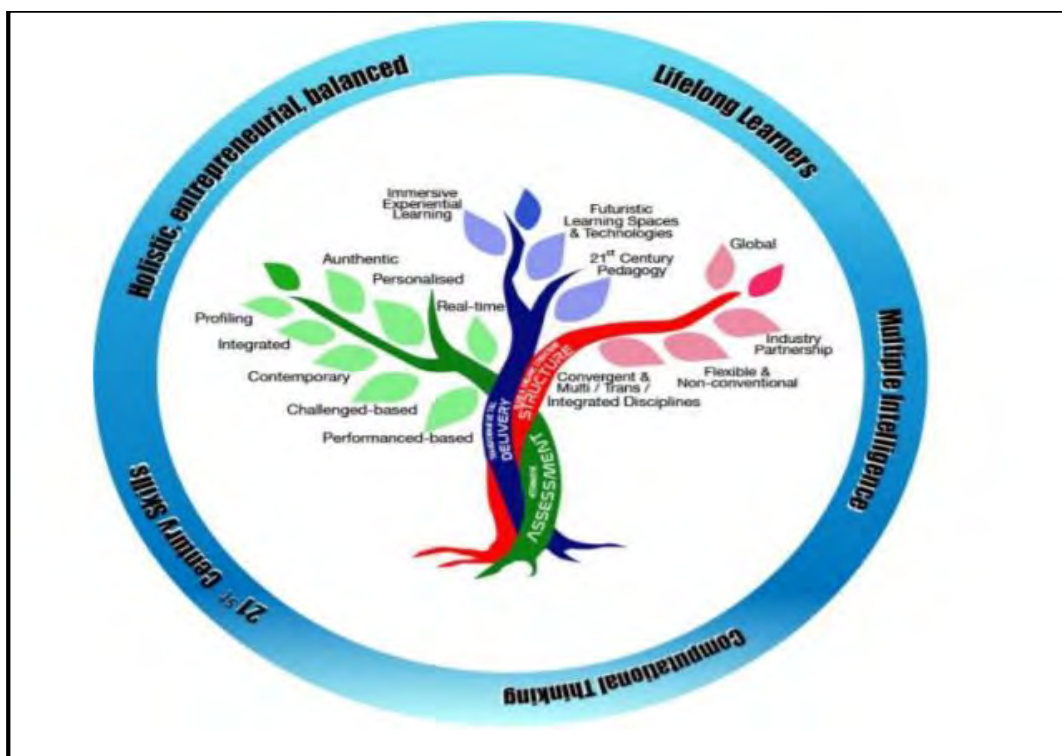 Holistic, entrepreneurial, balanced
Lifelong Learners
Multiple Intelligence
Computational Thinking
21ST Century Skills
Immersive
Experiential
Learning
Futuristic
Learning Spaces
& Technologies
21st Century
Pedagogy
Global
Industry
Partnership
Flexible &
Non-conventional
Convergent &
Multi / Trans /
Integrated Disciplines
Aunthentic
Personalised
Real-time
Profiling
Integrated
Contemporary
Challenged-based
Performanced-based
DELIVERY
STRUCTURE
ASSESSMENT